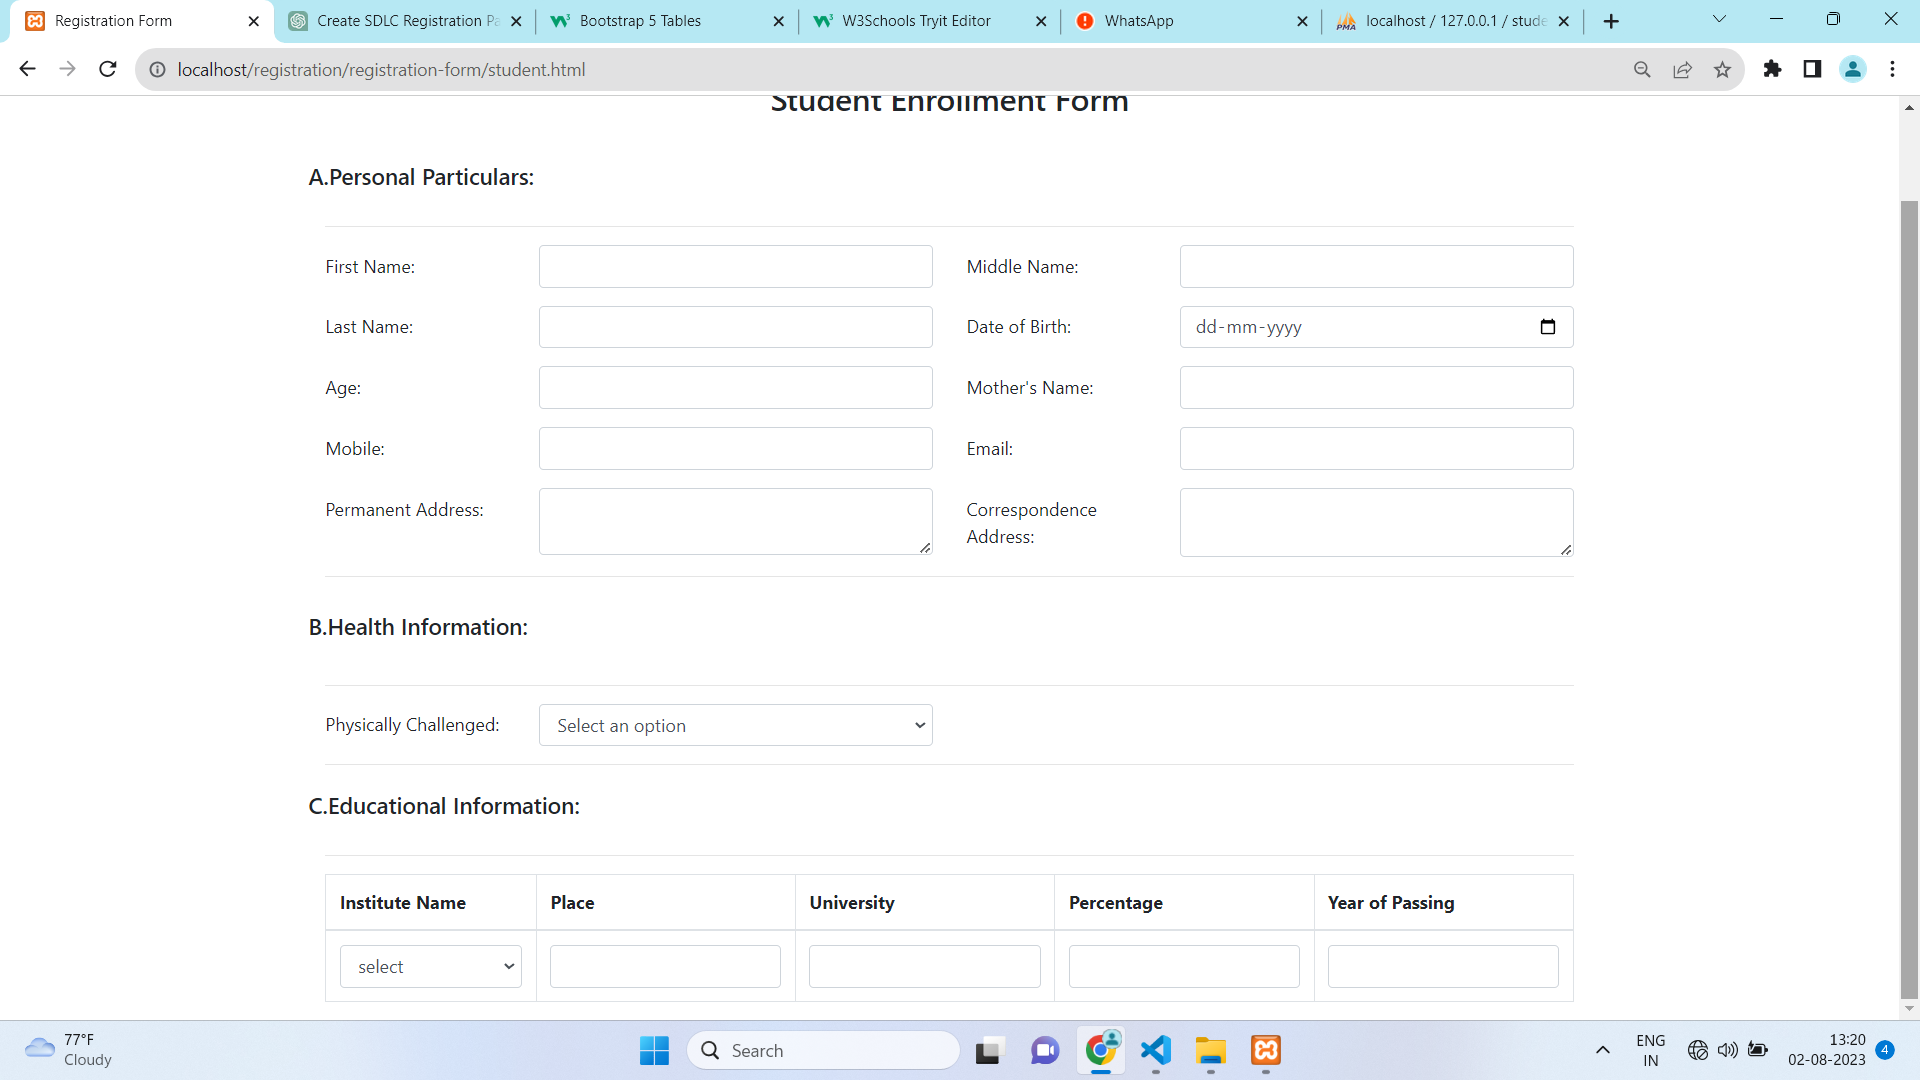 Registration Form
Create SDLC Registration Pa
Bootstrap 5 Tables
W3Schools Tryit Editor
WhatsApp
localhost / 127.0.0.1 / stude
localhost/registration/registration-form/student.html
Student Enrollment Form
A.Personal Particulars:
First Name:
Middle Name:
Last Name:
Date of Birth:
dd-mm-yyyy
Age:
Mother's Name:
Mobile:
Email:
Permanent Address:
Correspondence
Address:
B.Health Information:
Physically Challenged:
Select an option
C.Educational Information:
Institute Name
Place
University
Percentage
Year of Passing
select
77°F
Cloudy
Search
ENG
IN
13:20
02-08-2023
4